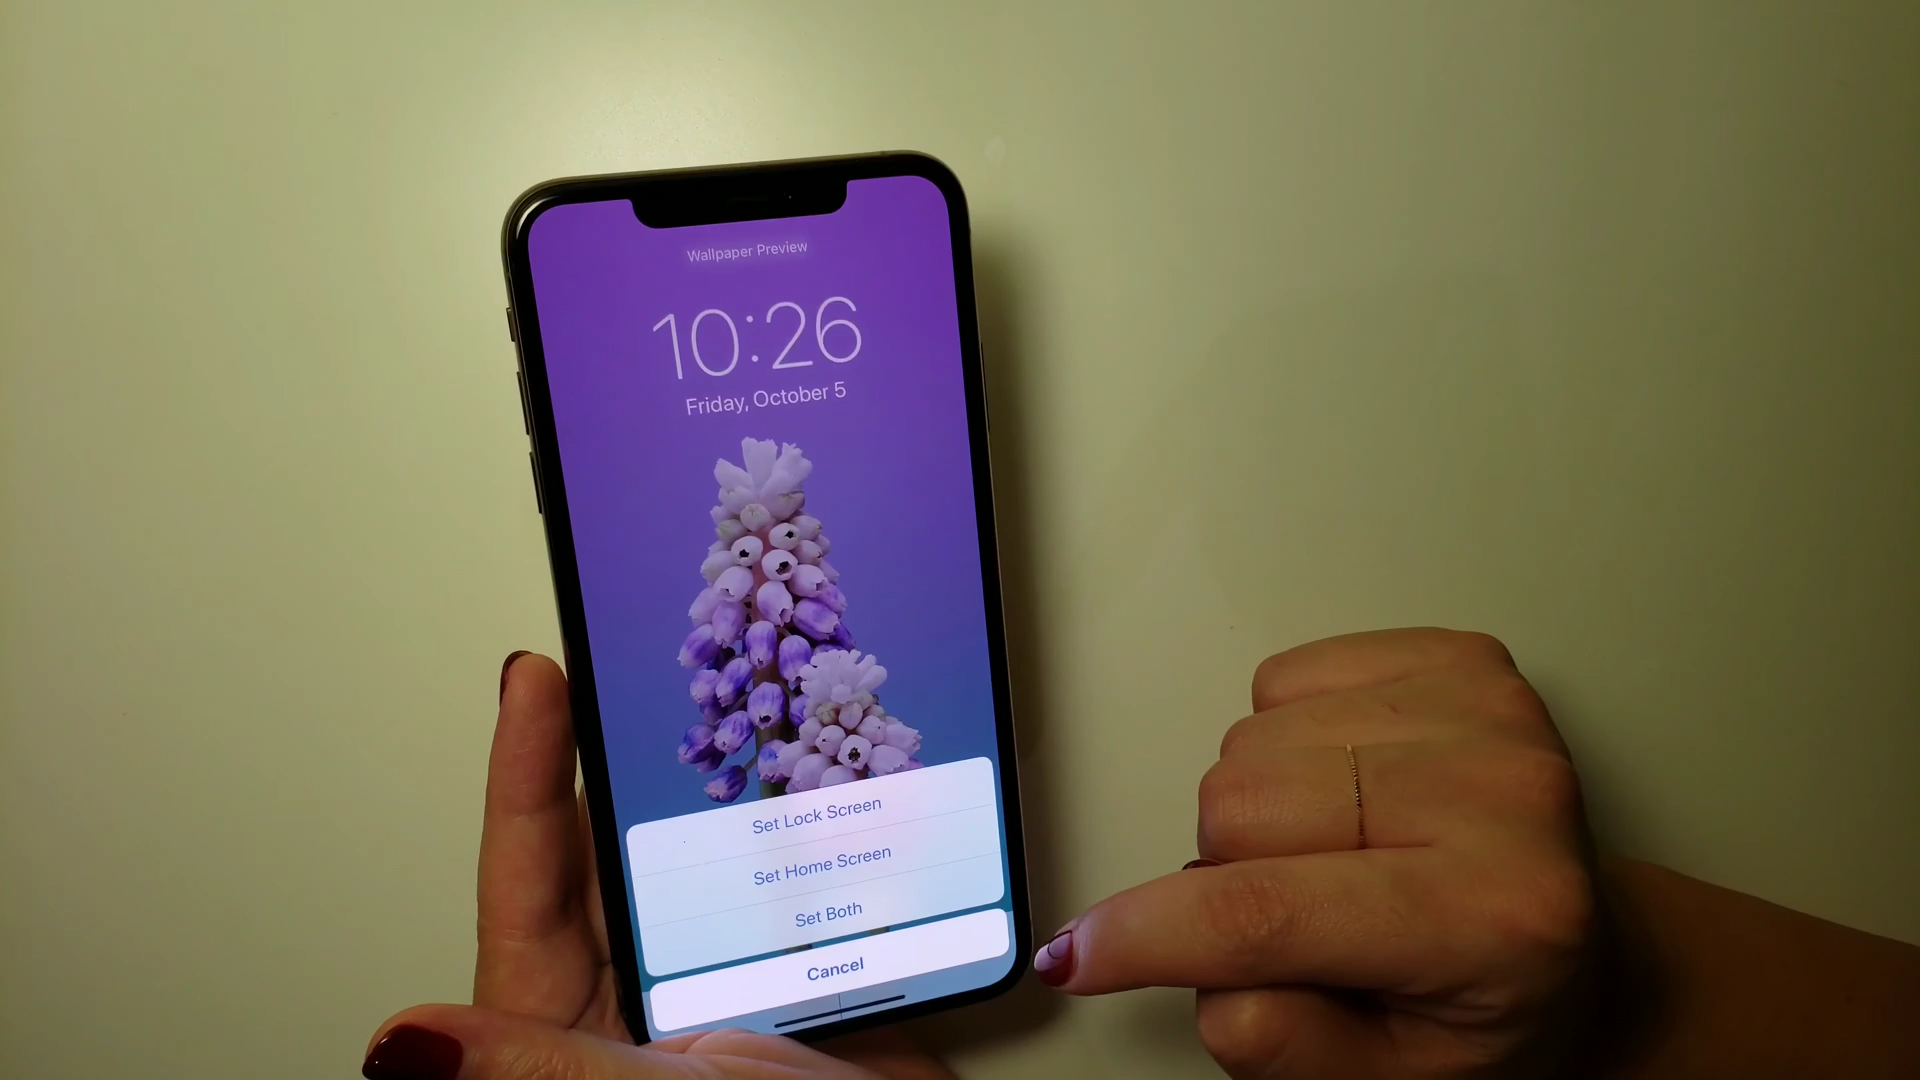 Wallpaper Preview
10:26
Friday, October 5
Set Lock Screen
Set Home Screen
Set Both
Cancel